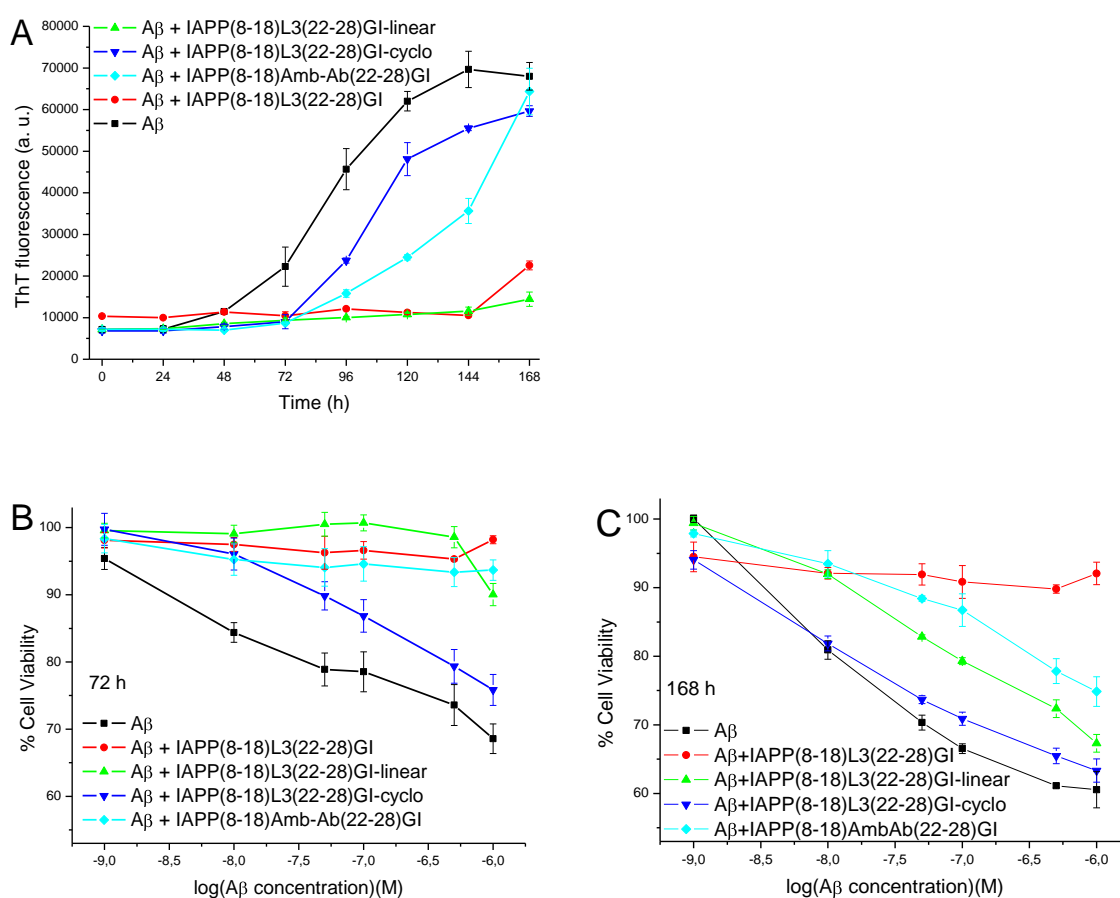 A
Aβ + IAPP(8-18)L3(22-28)GI-linear
Aβ + IAPP(8-18)L3(22-28)GI-cyclo
Aβ + IAPP(8-18)Amb-Ab(22-28)GI
Aβ + IAPP(8-18)L3(22-28)GI
Aβ
80000
70000
60000
50000
40000
30000
20000
10000
0
ThT fluorescence (a. u.)
0 24 48 72 96 120 144 168
Time (h)
B
100
90
80
70
60
% Cell Viability
72 h
Aβ
Aβ + IAPP(8-18)L3(22-28)GI
Aβ + IAPP(8-18)L3(22-28)GI-linear
Aβ + IAPP(8-18)L3(22-28)GI-cyclo
Aβ + IAPP(8-18)Amb-Ab(22-28)GI
-9,0 -8,5 -8,0 -7,5 -7,0 -6,5 -6,0
log(Aβ concentration)(M)
C
100
90
80
70
60
% Cell Viability
168 h
Aβ
Aβ+IAPP(8-18)L3(22-28)GI
Aβ+IAPP(8-18)L3(22-28)GI-linear
Aβ+IAPP(8-18)L3(22-28)GI-cyclo
Aβ+IAPP(8-18)AmbAb(22-28)GI
-9,0 -8,5 -8,0 -7,5 -7,0 -6,5 -6,0
log(Aβ concentration)(M)